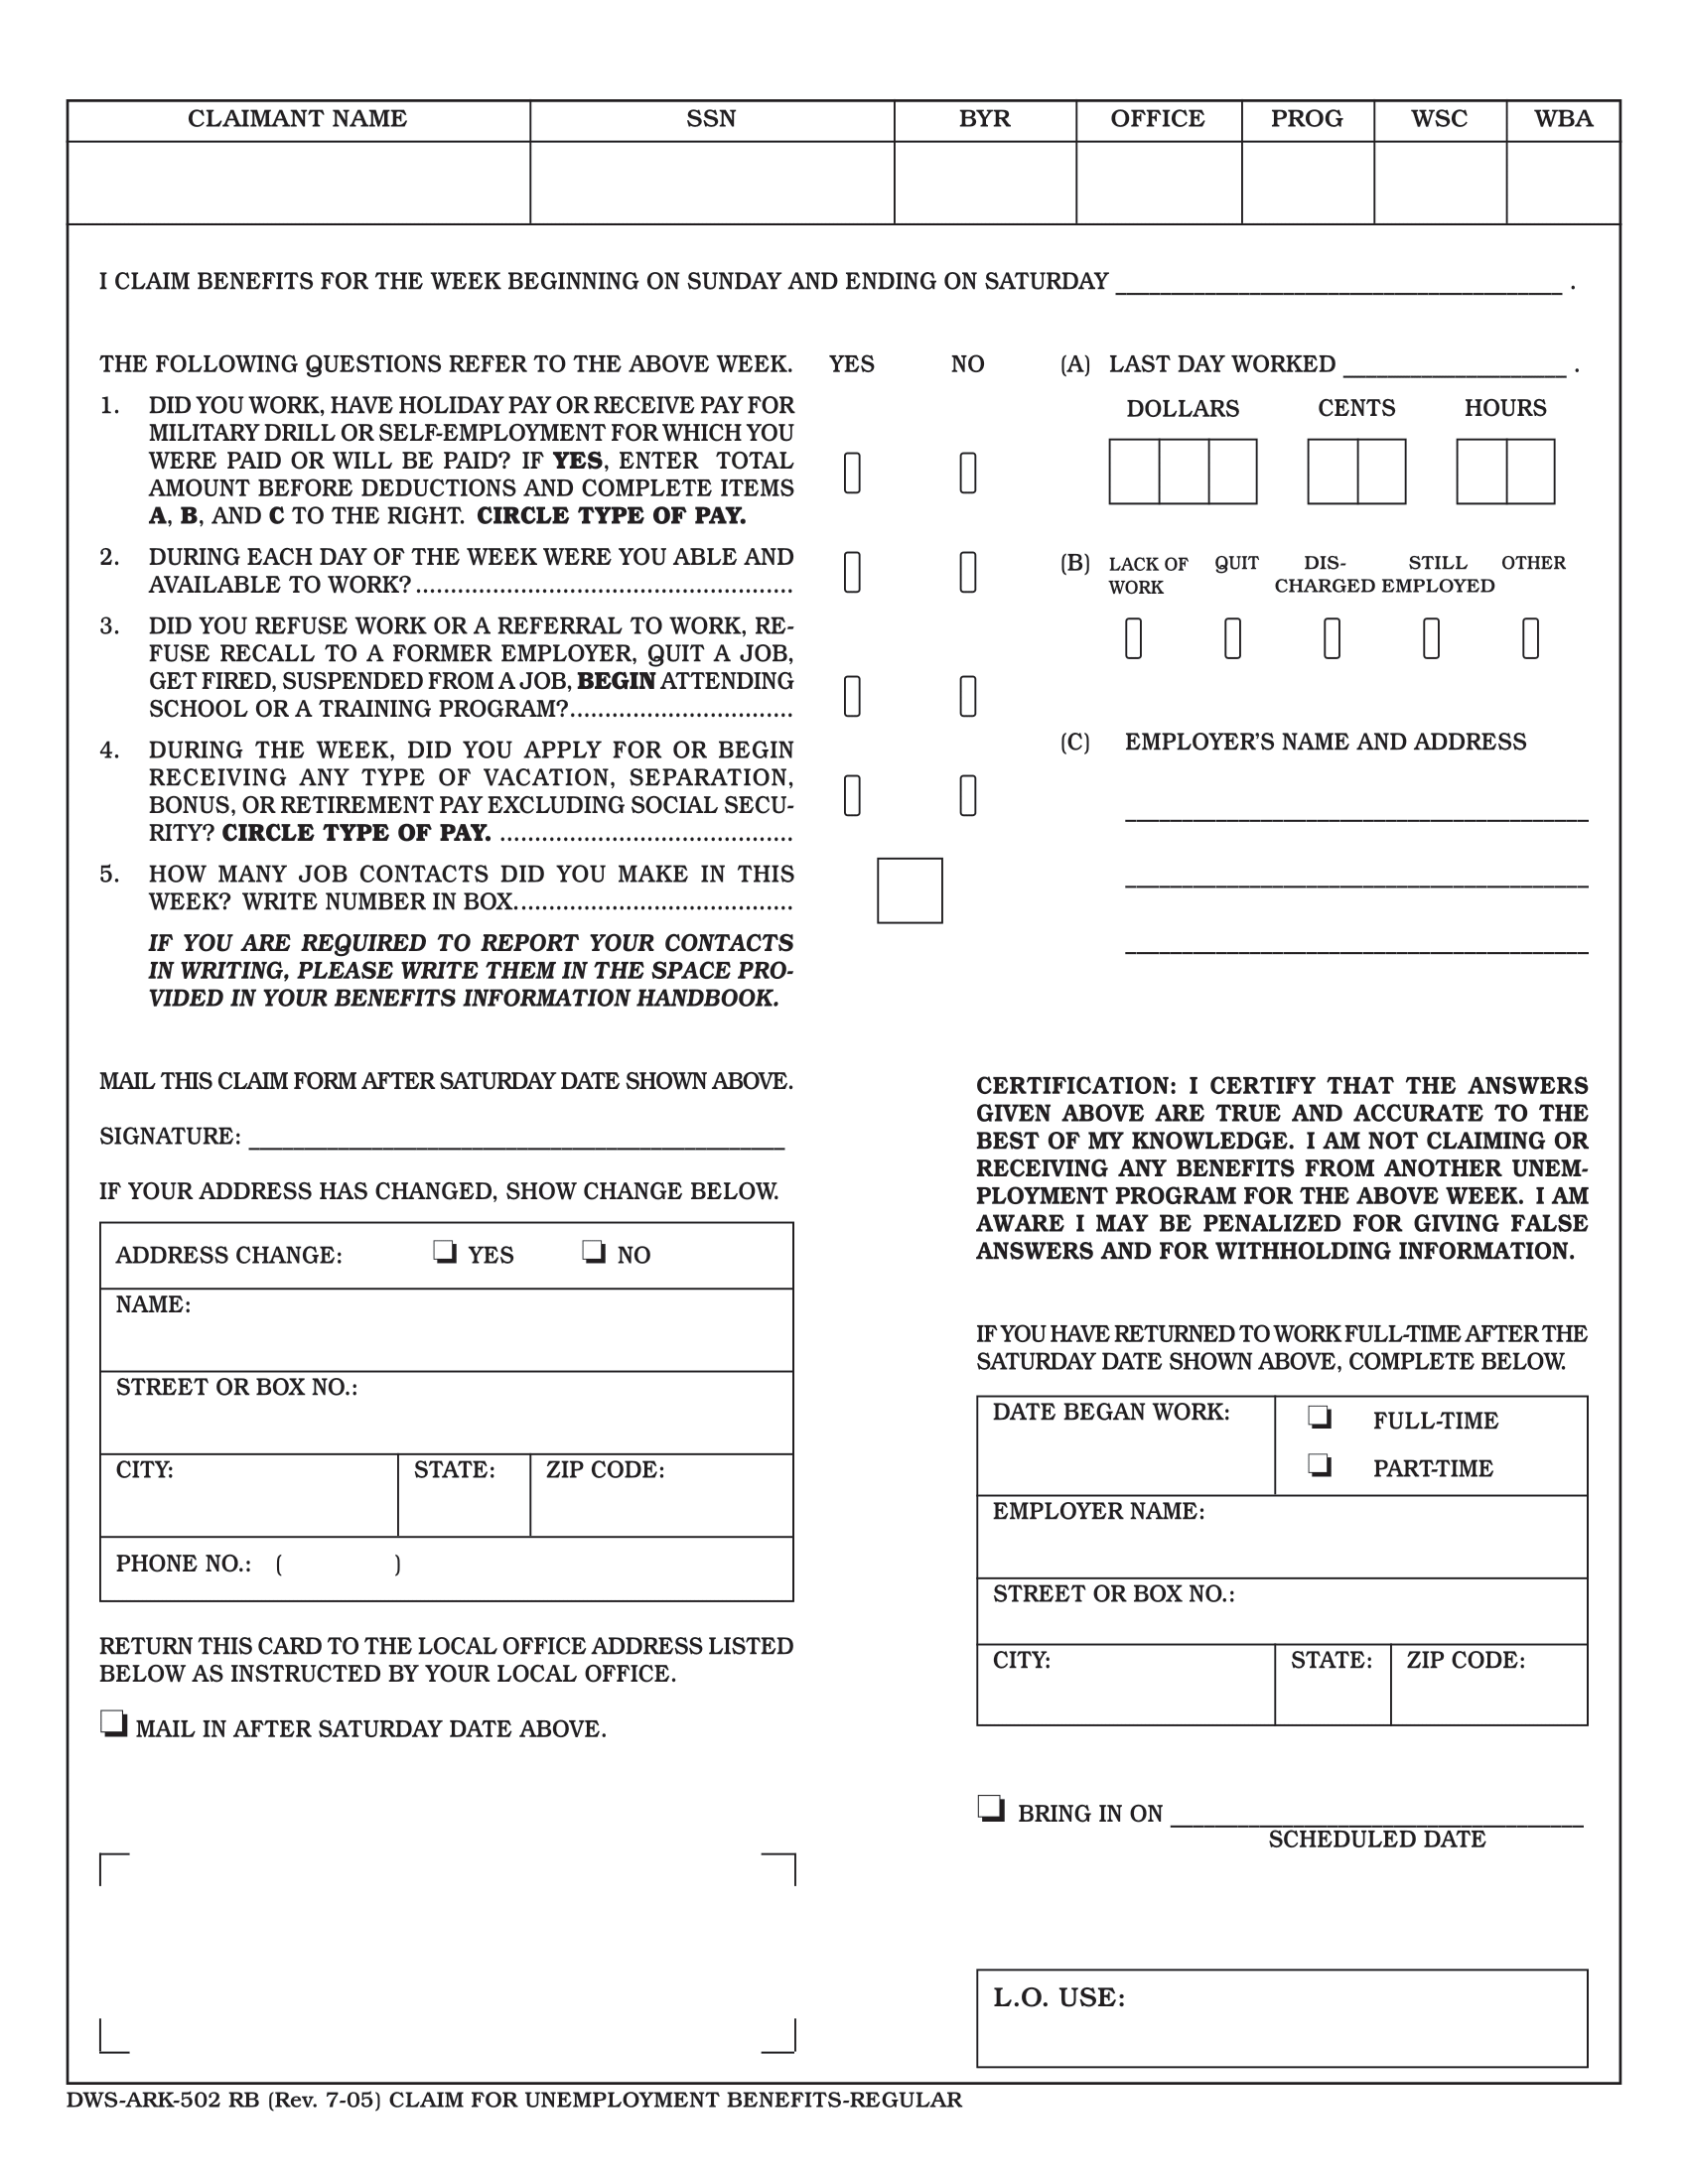 CLAIMANT NAME SSN BYR OFFICE PROG WSC WBA
I CLAIM BENEFITS FOR THE WEEK BEGINNING ON SUNDAY AND ENDING ON SATURDAY ________________________________________ .
THE FOLLOWING QUESTIONS REFER TO THE ABOVE WEEK. YES NO
1. DID YOU WORK, HAVE HOLIDAY PAY OR RECEIVE PAY FOR
MILITARY DRILL OR SELF-EMPLOYMENT FOR WHICH YOU
WERE PAID OR WILL BE PAID? IF YES, ENTER TOTAL
AMOUNT BEFORE DEDUCTIONS AND COMPLETE ITEMS
A, B, AND C TO THE RIGHT. CIRCLE TYPE OF PAY.
2. DURING EACH DAY OF THE WEEK WERE YOU ABLE AND
AVAILABLE TO WORK?......................................................
3. DID YOU REFUSE WORK OR A REFERRAL TO WORK, RE-
FUSE RECALL TO A FORMER EMPLOYER, QUIT A JOB,
GET FIRED, SUSPENDED FROM A JOB, BEGIN ATTENDING
SCHOOL OR A TRAINING PROGRAM?................................
4. DURING THE WEEK, DID YOU APPLY FOR OR BEGIN
RECEIVING ANY TYPE OF VACATION, SEPARATION,
BONUS, OR RETIREMENT PAY EXCLUDING SOCIAL SECU-
RITY? CIRCLE TYPE OF PAY. ..........................................
5. HOW MANY JOB CONTACTS DID YOU MAKE IN THIS
WEEK? WRITE NUMBER IN BOX........................................
IF YOU ARE REQUIRED TO REPORT YOUR CONTACTS
IN WRITING, PLEASE WRITE THEM IN THE SPACE PRO-
VIDED IN YOUR BENEFITS INFORMATION HANDBOOK.
(A) LAST DAY WORKED ____________________ .
DOLLARS CENTS HOURS
(B) LACK OF QUIT DIS- STILL OTHER
WORK CHARGED EMPLOYED
(C) EMPLOYER'S NAME AND ADDRESS
MAIL THIS CLAIM FORM AFTER SATURDAY DATE SHOWN ABOVE.
SIGNATURE: ________________________________________________
IF YOUR ADDRESS HAS CHANGED, SHOW CHANGE BELOW.
ADDRESS CHANGE: YES NO
NAME:
STREET OR BOX NO.:
CITY: STATE: ZIP CODE:
PHONE NO.: ( )
RETURN THIS CARD TO THE LOCAL OFFICE ADDRESS LISTED
BELOW AS INSTRUCTED BY YOUR LOCAL OFFICE.
MAIL IN AFTER SATURDAY DATE ABOVE.
CERTIFICATION: I CERTIFY THAT THE ANSWERS
GIVEN ABOVE ARE TRUE AND ACCURATE TO THE
BEST OF MY KNOWLEDGE. I AM NOT CLAIMING OR
RECEIVING ANY BENEFITS FROM ANOTHER UNEM-
PLOYMENT PROGRAM FOR THE ABOVE WEEK. I AM
AWARE I MAY BE PENALIZED FOR GIVING FALSE
ANSWERS AND FOR WITHHOLDING INFORMATION.
IF YOU HAVE RETURNED TO WORK FULL-TIME AFTER THE
SATURDAY DATE SHOWN ABOVE, COMPLETE BELOW.
DATE BEGAN WORK: FULL-TIME
PART-TIME
EMPLOYER NAME:
STREET OR BOX NO.:
CITY: STATE: ZIP CODE:
BRING IN ON _____________________________________
SCHEDULED DATE
L.O. USE:
DWS-ARK-502 RB (Rev. 7-05) CLAIM FOR UNEMPLOYMENT BENEFITS-REGULAR